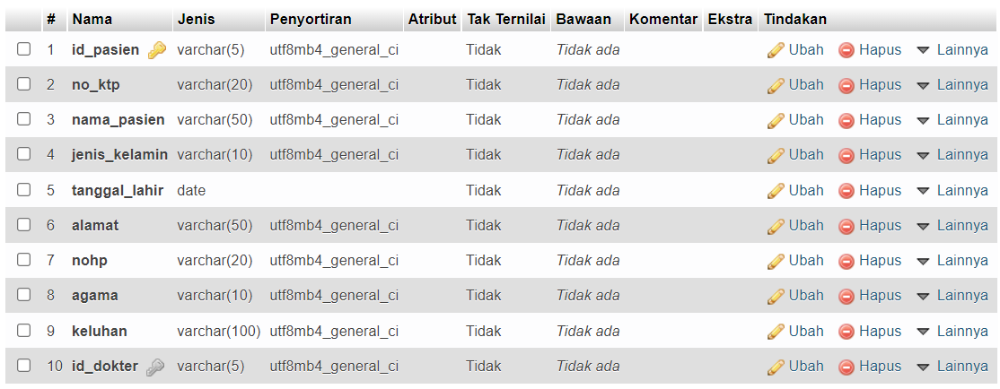 # Nama Jenis Penyortiran Atribut Tak Ternilai Bawaan Komentar Ekstra Tindakan
1 id_pasien varchar(5) utf8mb4_general_ci Tidak Tidak ada Ubah Hapus Lainnya
2 no_ktp varchar(20) utf8mb4_general_ci Tidak Tidak ada Ubah Hapus Lainnya
3 nama_pasien varchar(50) utf8mb4_general_ci Tidak Tidak ada Ubah Hapus Lainnya
4 jenis_kelamin varchar(10) utf8mb4_general_ci Tidak Tidak ada Ubah Hapus Lainnya
5 tanggal_lahir date Tidak Tidak ada Ubah Hapus Lainnya
6 alamat varchar(50) utf8mb4_general_ci Tidak Tidak ada Ubah Hapus Lainnya
7 nohp varchar(20) utf8mb4_general_ci Tidak Tidak ada Ubah Hapus Lainnya
8 agama varchar(10) utf8mb4_general_ci Tidak Tidak ada Ubah Hapus Lainnya
9 keluhan varchar(100) utf8mb4_general_ci Tidak Tidak ada Ubah Hapus Lainnya
10 id_dokter varchar(5) utf8mb4_general_ci Tidak Tidak ada Ubah Hapus Lainnya